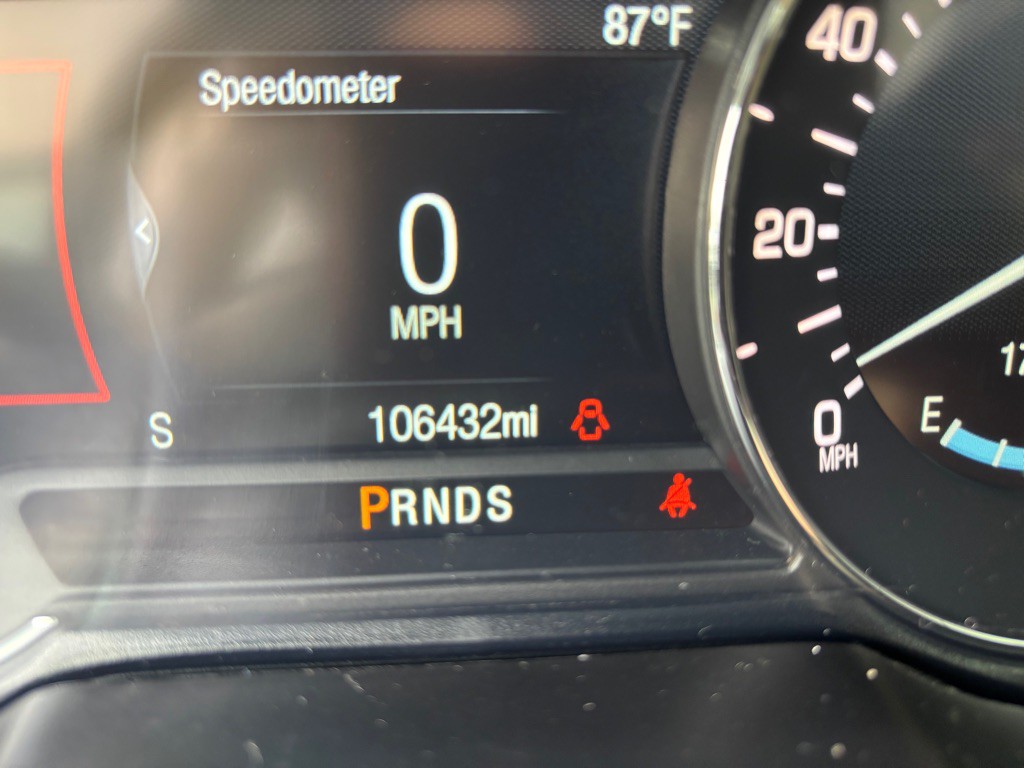 87°F
40
Speedometer
20
0
MPH
E
S
106432mi
0
MPH
PRNDS